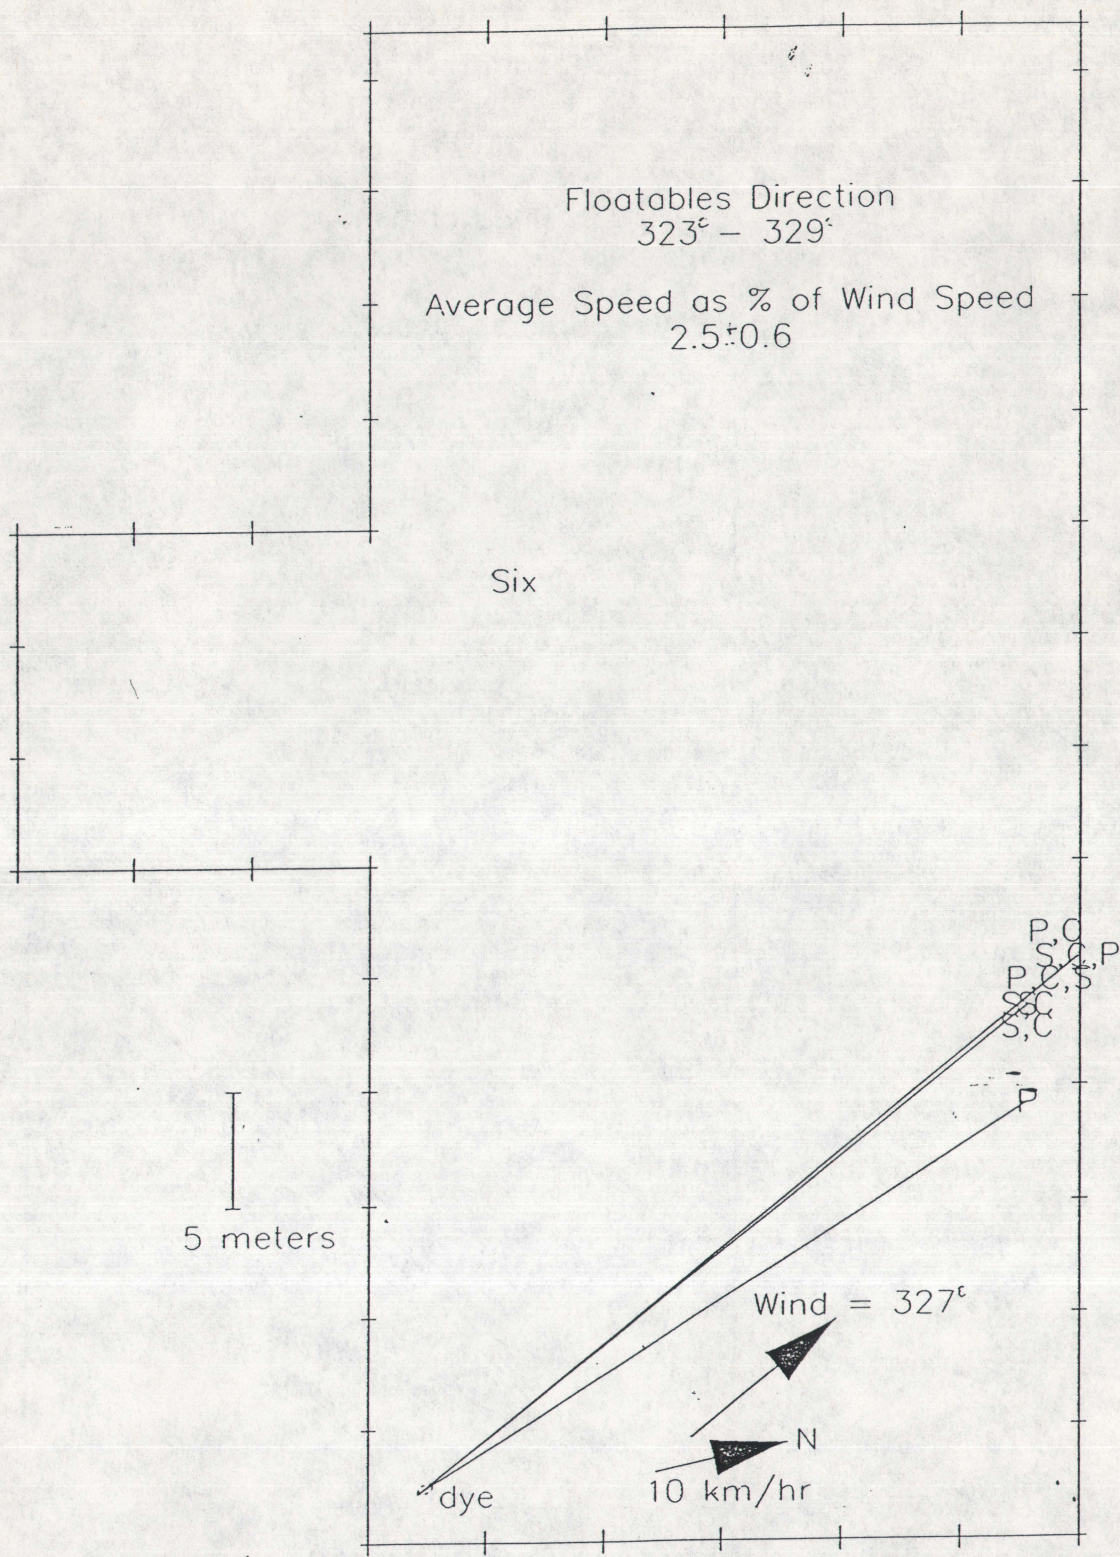 Floatables Direction
323° – 329°
Average Speed as % of Wind Speed
2.5±0.6
Six
P,C
S,C,P
P,C,S
S,C
P
5 meters
Wind = 327°
N
10 km/hr
dye